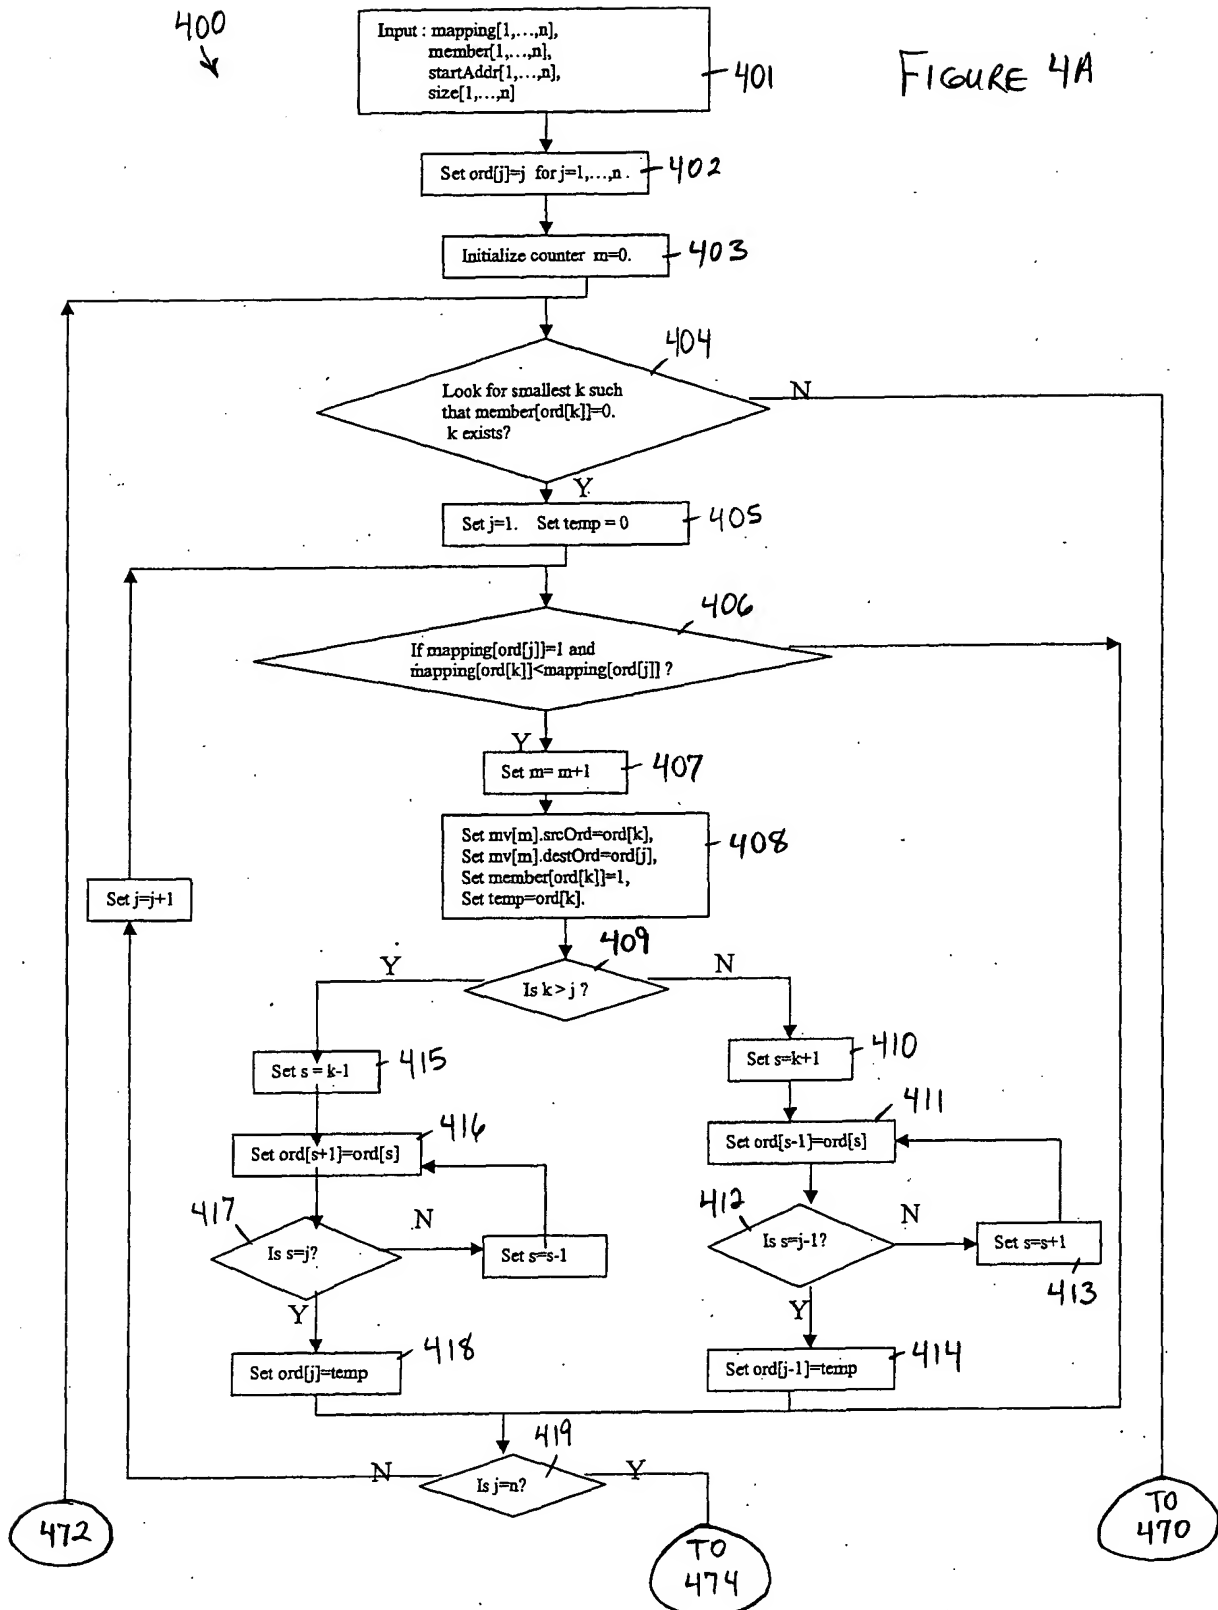 400
FIGURE 4A
Input : mapping[1,...,n],
member[1,...,n],
startAddr[1,...,n],
size[1,...,n]
401
Set ord[j]=j for j=1,...,n .
402
Initialize counter m=0.
403
404
Look for smallest k such
that member[ord[k]]=0.
k exists?
N
Y
Set j=1. Set temp = 0
405
406
If mapping[ord[j]]=1 and
mapping[ord[k]]<mapping[ord[j]] ?
Y
Set m= m+1
407
Set mv[m].srcOrd=ord[k],
Set mv[m].destOrd=ord[j],
Set member[ord[k]]=1,
Set temp=ord[k].
408
Set j=j+1
409
Y
N
Is k > j ?
Set s = k-1
415
Set s=k+1
410
411
416
Set ord[s+1]=ord[s]
Set ord[s-1]=ord[s]
417
N
412
N
Is s=j?
Set s=s-1
Is s=j-1?
Set s=s+1
413
Y
Y
Set ord[j]=temp
418
Set ord[j-1]=temp
414
419
N
Is j=n?
Y
472
TO
474
TO
470